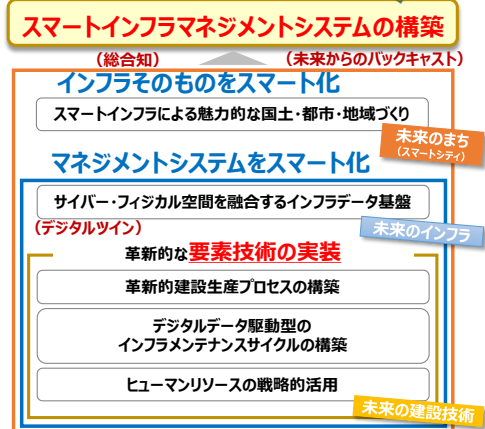 スマートインフラマネジメントシステムの構築
（総合知）
（未来からのバックキャスト）
インフラそのものをスマート化
スマートインフラによる魅力的な国土・都市・地域づくり
未来のまち
（スマートシティ）
マネジメントシステムをスマート化
サイバー・フィジカル空間を融合するインフラデータ基盤
（デジタルツイン）
未来のインフラ
革新的な要素技術の実装
革新的建設生産プロセスの構築
デジタルデータ駆動型の
インフラメンテナンスサイクルの構築
ヒューマンリソースの戦略的活用
未来の建設技術